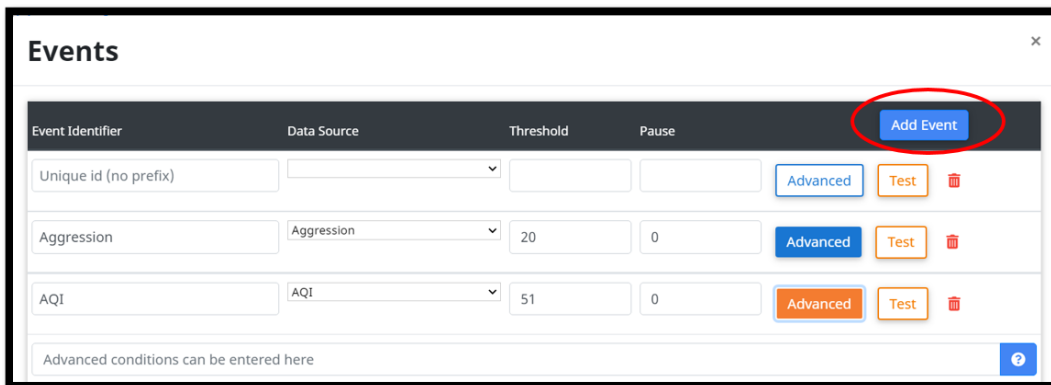 Events
×
Event Identifier Data Source Threshold Pause Add Event
Unique id (no prefix) Advanced Test
Aggression Aggression 20 0 Advanced Test
AQI AQI 51 0 Advanced Test
Advanced conditions can be entered here ?